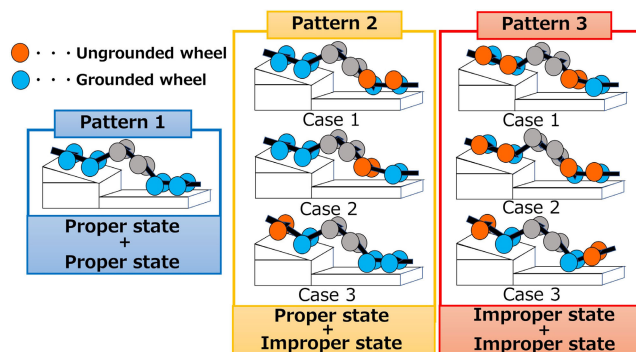 ・・・Ungrounded wheel
・・・Grounded wheel
Pattern 1
Proper state
+
Proper state
Pattern 2
Case 1
Case 2
Case 3
Proper state
+
Improper state
Pattern 3
Case 1
Case 2
Case 3
Improper state
+
Improper state